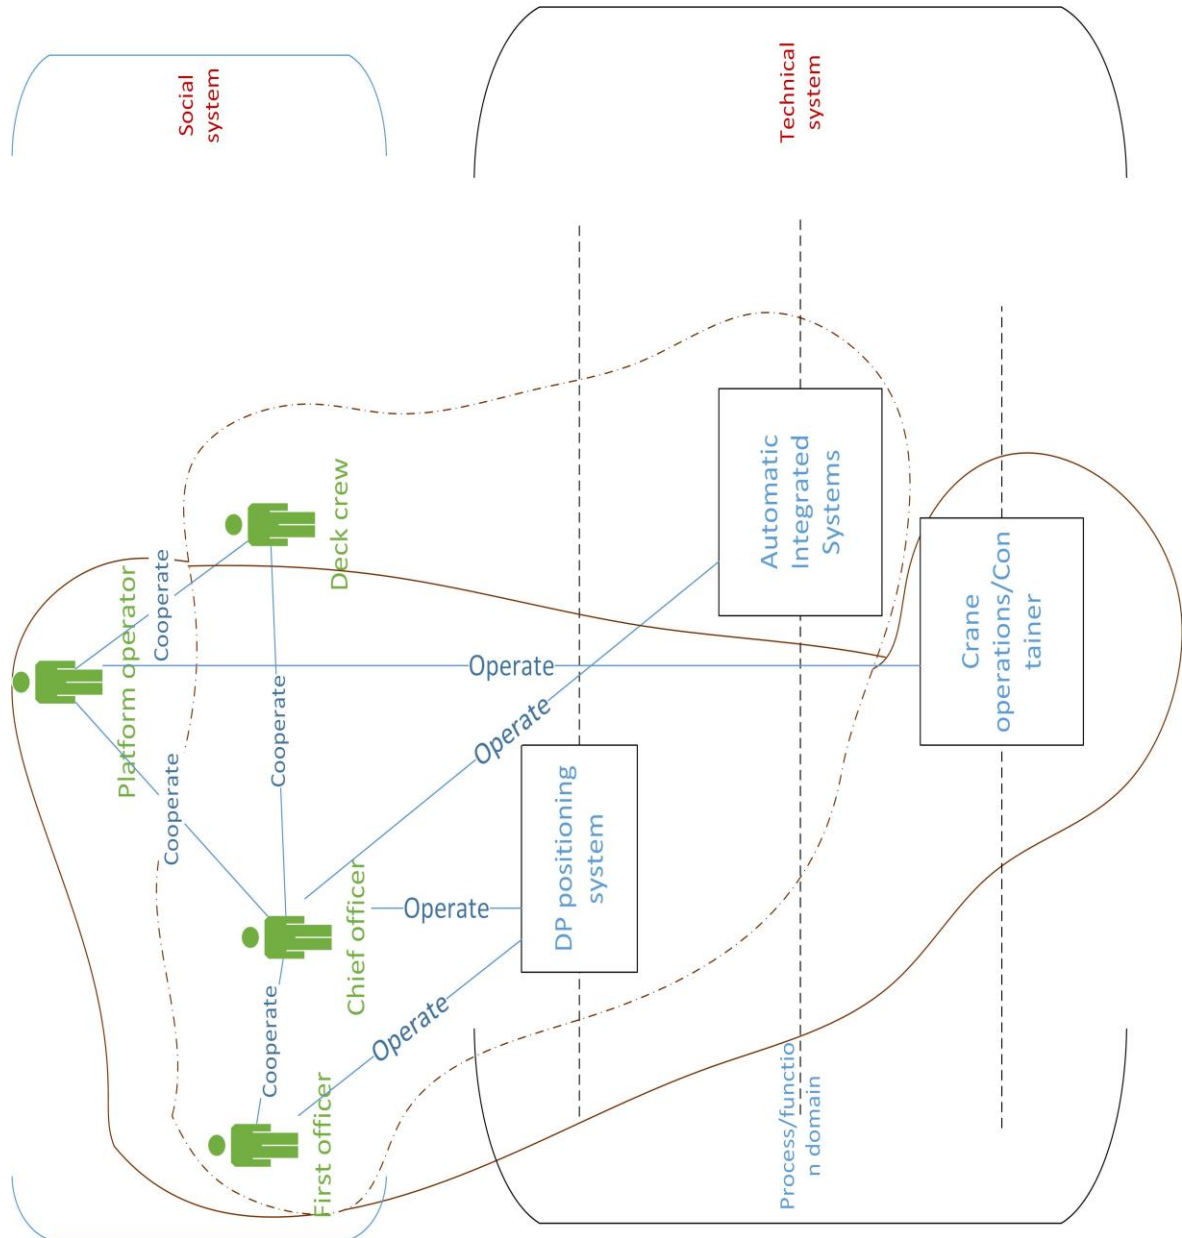 Social
system
Technical
system
Platform operator
Deck crew
Chief officer
First officer
Cooperate
Cooperate
Cooperate
Cooperate
Operate
Operate
Operate
Operate
DP positioning
system
Automatic
Integrated
Systems
Crane
operations/Con
tainer
Process/functio
n domain